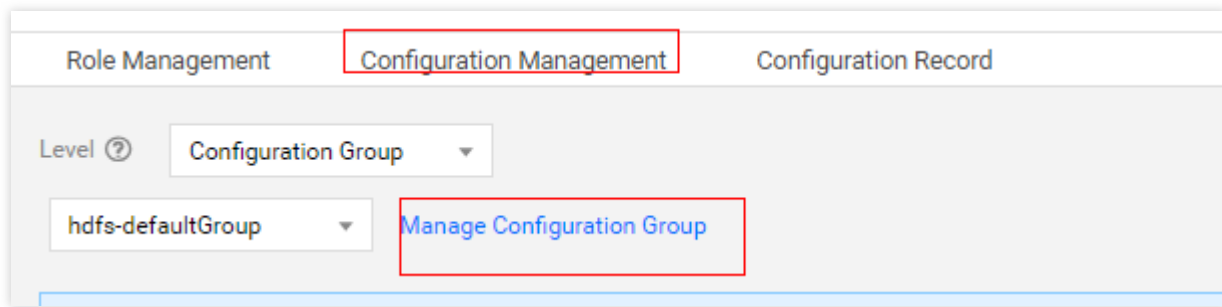 Role Management Configuration Management Configuration Record
Level ? Configuration Group
hdfs-defaultGroup Manage Configuration Group